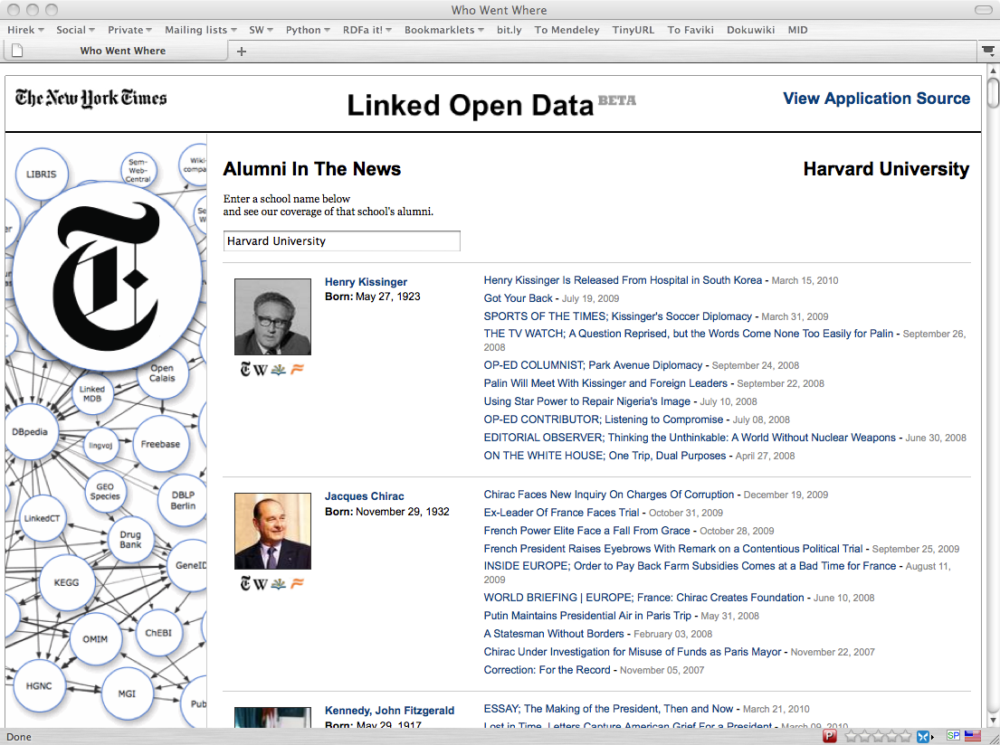 Who Went Where
Hirek Social Private Mailing lists SW Python RDFa it! Bookmarklets bit.ly To Mendeley TinyURL To Faviki Dokuwiki MID
Who Went Where
The New York Times
Linked Open Data BETA
View Application Source
LIBRIS
Sem-
Web-
Central
Wiki-
compa
Open
Calais
Linked
MDB
DBpedia
lingvoj
Freebase
GEO
Species
DBLP
Berlin
LinkedCT
Drug
Bank
GeneID
KEGG
OMIM
ChEBI
HGNC
MGI
Pub
Alumni In The News
Harvard University
Enter a school name below
and see our coverage of that school's alumni.
Harvard University
Henry Kissinger
Born: May 27, 1923
T W
Henry Kissinger Is Released From Hospital in South Korea - March 15, 2010
Got Your Back - July 19, 2009
SPORTS OF THE TIMES; Kissinger's Soccer Diplomacy - March 31, 2009
THE TV WATCH; A Question Reprised, but the Words Come None Too Easily for Palin - September 26,
2008
OP-ED COLUMNIST; Park Avenue Diplomacy - September 24, 2008
Palin Will Meet With Kissinger and Foreign Leaders - September 22, 2008
Using Star Power to Repair Nigeria's Image - July 10, 2008
OP-ED CONTRIBUTOR; Listening to Compromise - July 08, 2008
EDITORIAL OBSERVER; Thinking the Unthinkable: A World Without Nuclear Weapons - June 30, 2008
ON THE WHITE HOUSE; One Trip, Dual Purposes - April 27, 2008
Jacques Chirac
Born: November 29, 1932
T W
Chirac Faces New Inquiry On Charges Of Corruption - December 19, 2009
Ex-Leader Of France Faces Trial - October 31, 2009
French Power Elite Face a Fall From Grace - October 28, 2009
French President Raises Eyebrows With Remark on a Contentious Political Trial - September 25, 2009
INSIDE EUROPE; Order to Pay Back Farm Subsidies Comes at a Bad Time for France - August 11,
2009
WORLD BRIEFING | EUROPE; France: Chirac Creates Foundation - June 10, 2008
Putin Maintains Presidential Air in Paris Trip - May 31, 2008
A Statesman Without Borders - February 03, 2008
Chirac Under Investigation for Misuse of Funds as Paris Mayor - November 22, 2007
Correction: For the Record - November 05, 2007
Kennedy, John Fitzgerald
Born: May 29, 1917
ESSAY; The Making of the President, Then and Now - March 21, 2010
Lost in Time, Letters Capture American Grief For a President - March 09, 2010
Done
P
SP